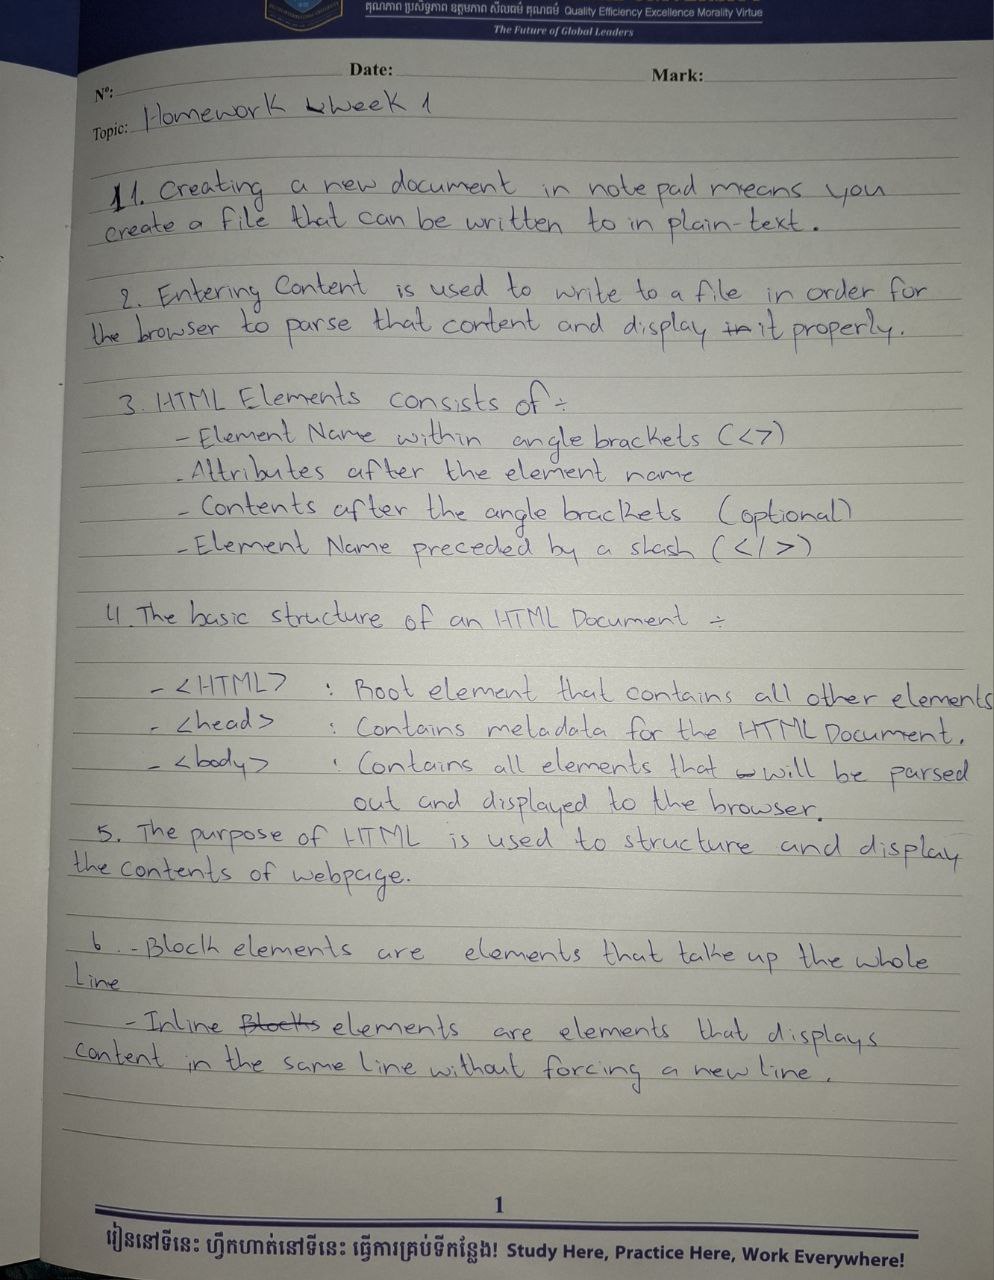 គុណភាព ប្រសិទ្ធភាព ឧត្តមភាព សីលធម៌ គុណធម៌ Quality Efficiency Excellence Morality Virtue
The Future of Global Leaders
Nº:
Date:
Mark:
Topic: Homework Week 1
1. Creating a new document in note pad means you
create a file that can be written to in plain-text.
2. Entering Content is used to write to a file in order for
the browser to parse that content and display it properly.
3. HTML Elements consists of ÷
- Element Name within angle brackets (<>)
- Attributes after the element name
- Contents after the angle brackets (optional)
- Element Name preceded by a slash (</>)
4. The basic structure of an HTML Document ÷
- <HTML> : Root element that contains all other elements
- <head> : Contains metadata for the HTML Document.
- <body> : Contains all elements that will be parsed
out and displayed to the browser.
5. The purpose of HTML is used to structure and display
the contents of webpage.
6. - Block elements are elements that take up the whole
line
- Inline Blocks elements are elements that displays
content in the same line without forcing a new line.
1
រៀននៅទីនេះ ហ្វឹកហាត់នៅទីនេះ ធ្វើការគ្រប់ទីកន្លែង! Study Here, Practice Here, Work Everywhere!